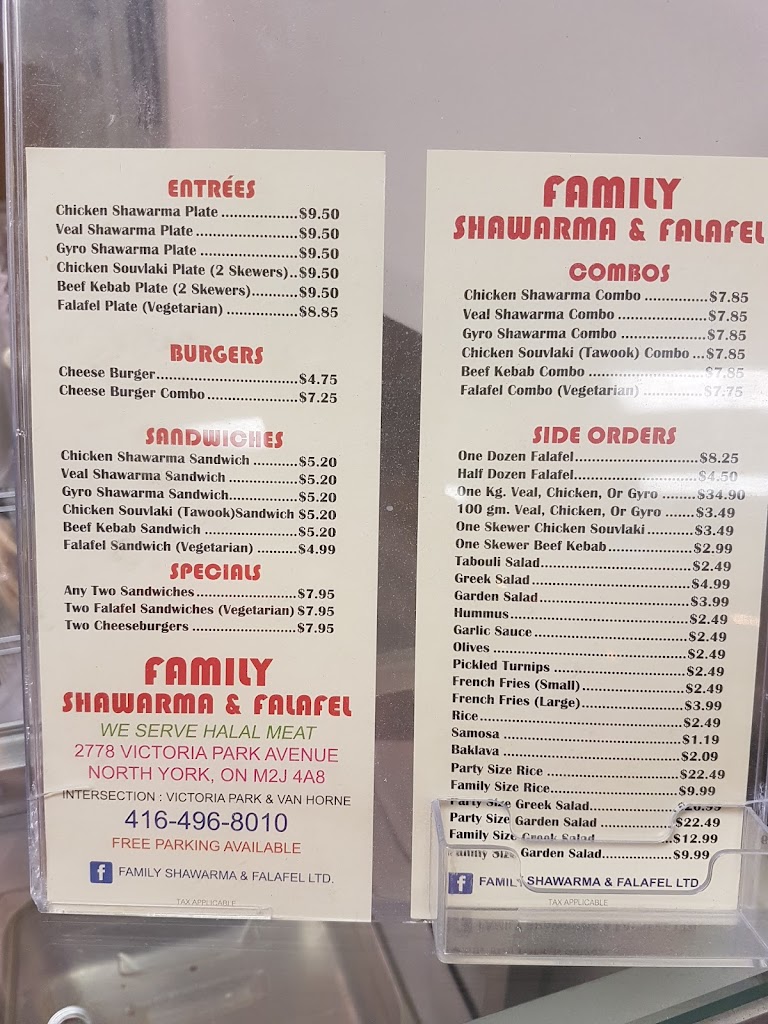 ENTRÉES
Chicken Shawarma Plate ..................$9.50
Veal Shawarma Plate ........................$9.50
Gyro Shawarma Plate .......................$9.50
Chicken Souvlaki Plate (2 Skewers)..$9.50
Beef Kebab Plate (2 Skewers)...........$9.50
Falafel Plate (Vegetarian) .................$8.85
BURGERS
Cheese Burger.................................$4.75
Cheese Burger Combo ......................$7.25
SANDWICHES
Chicken Shawarma Sandwich ..........$5.20
Veal Shawarma Sandwich ................$5.20
Gyro Shawarma Sandwich................$5.20
Chicken Souvlaki (Tawook)Sandwich $5.20
Beef Kebab Sandwich ......................$5.20
Falafel Sandwich (Vegetarian) .........$4.99
SPECIALS
Any Two Sandwiches.......................$7.95
Two Falafel Sandwiches (Vegetarian) $7.95
Two Cheeseburgers ........................$7.95
FAMILY
SHAWARMA & FALAFEL
WE SERVE HALAL MEAT
2778 VICTORIA PARK AVENUE
NORTH YORK, ON M2J 4A8
INTERSECTION : VICTORIA PARK & VAN HORNE
416-496-8010
FREE PARKING AVAILABLE
f FAMILY SHAWARMA & FALAFEL LTD.
TAX APPLICABLE
FAMILY
SHAWARMA & FALAFEL
COMBOS
Chicken Shawarma Combo ..............$7.85
Veal Shawarma Combo ....................$7.85
Gyro Shawarma Combo ...................$7.85
Chicken Souvlaki (Tawook) Combo ...$7.85
Beef Kebab Combo ..........................$7.85
Falafel Combo (Vegetarian) .............$7.75
SIDE ORDERS
One Dozen Falafel............................$8.25
Half Dozen Falafel............................$4.50
One Kg. Veal, Chicken, Or Gyro ........$34.90
100 gm. Veal, Chicken, Or Gyro .......$3.49
One Skewer Chicken Souvlaki...........$3.49
One Skewer Beef Kebab...................$2.99
Tabouli Salad...................................$2.49
Greek Salad.....................................$4.99
Garden Salad...................................$3.99
Hummus.........................................$2.49
Garlic Sauce....................................$2.49
Olives ............................................$2.49
Pickled Turnips ...............................$2.49
French Fries (Small).........................$2.49
French Fries (Large).........................$3.99
Rice................................................$2.49
Samosa ..........................................$1.19
Baklava ..........................................$2.09
Party Size Rice ................................$22.49
Family Size Rice...............................$9.99
Party Size Greek Salad.....................
Party Size Garden Salad ..................$22.49
Family Size Greek Salad...................$12.99
Family Size Garden Salad.................$9.99
f FAMILY SHAWARMA & FALAFEL LTD
TAX APPLICABLE